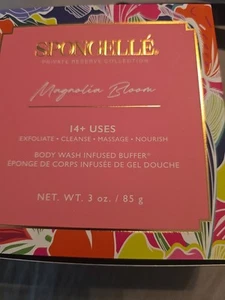 SPONGELLÉ®
PRIVATE RESERVE COLLECTION
Magnolia Bloom
14+ USES
EXFOLIATE • CLEANSE • MASSAGE • NOURISH
BODY WASH INFUSED BUFFER™
ÉPONGE DE CORPS INFUSÉE DE GEL DOUCHE
NET. WT. 3 oz. / 85 g